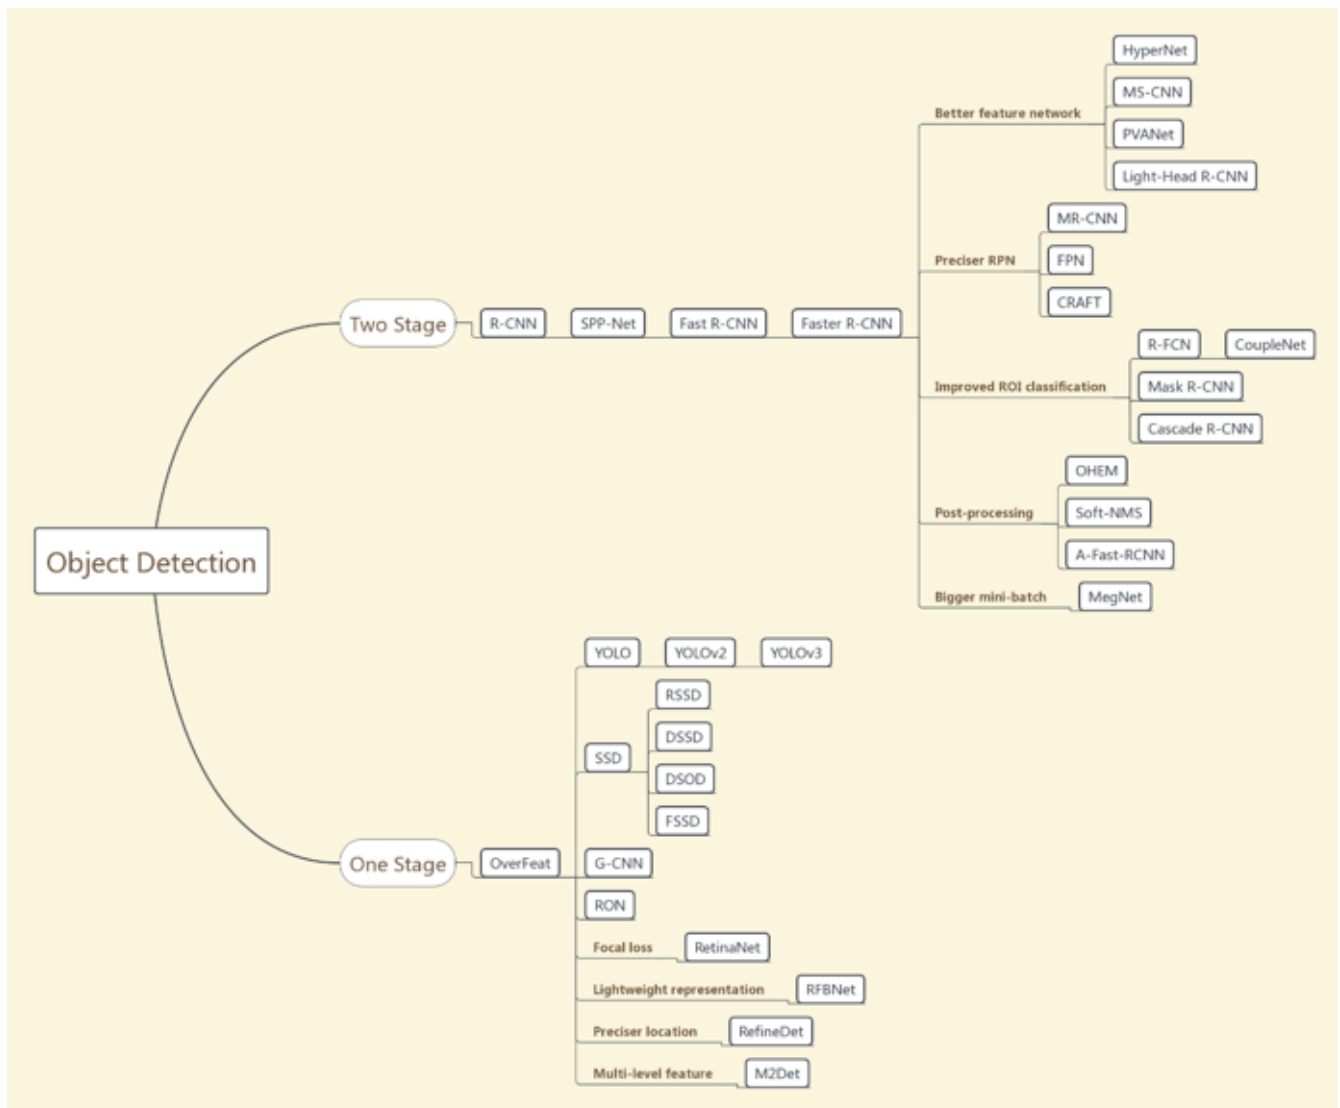 Object Detection
Two Stage
R-CNN
SPP-Net
Fast R-CNN
Faster R-CNN
Better feature network
HyperNet
MS-CNN
PVANet
Light-Head R-CNN
Preciser RPN
MR-CNN
FPN
CRAFT
Improved ROI classification
R-FCN
CoupleNet
Mask R-CNN
Cascade R-CNN
Post-processing
OHEM
Soft-NMS
A-Fast-RCNN
Bigger mini-batch
MegNet
One Stage
OverFeat
YOLO
YOLOv2
YOLOv3
SSD
RSSD
DSSD
DSOD
FSSD
G-CNN
RON
Focal loss
RetinaNet
Lightweight representation
RFBNet
Preciser location
RefineDet
Multi-level feature
M2Det